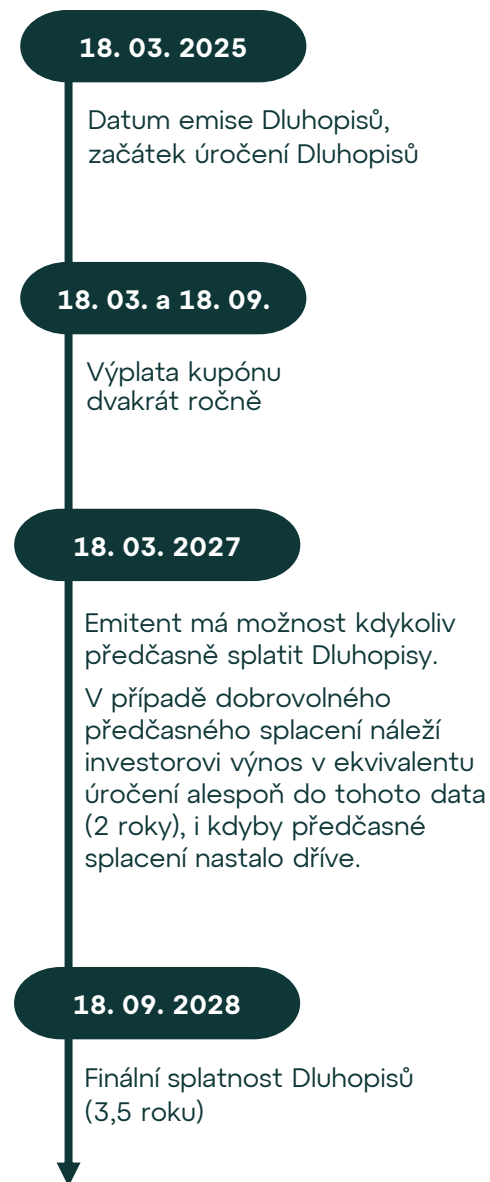 18. 03. 2025
Datum emise Dluhopisů,
začátek úročení Dluhopisů
18. 03. a 18. 09.
Výplata kupónu
dvakrát ročně
18. 03. 2027
Emitent má možnost kdykoliv
předčasně splatit Dluhopisy.
V případě dobrovolného
předčasného splacení náleží
investorovi výnos v ekvivalentu
úročení alespoň do tohoto data
(2 roky), i kdyby předčasné
splacení nastalo dříve.
18. 09. 2028
Finální splatnost Dluhopisů
(3,5 roku)